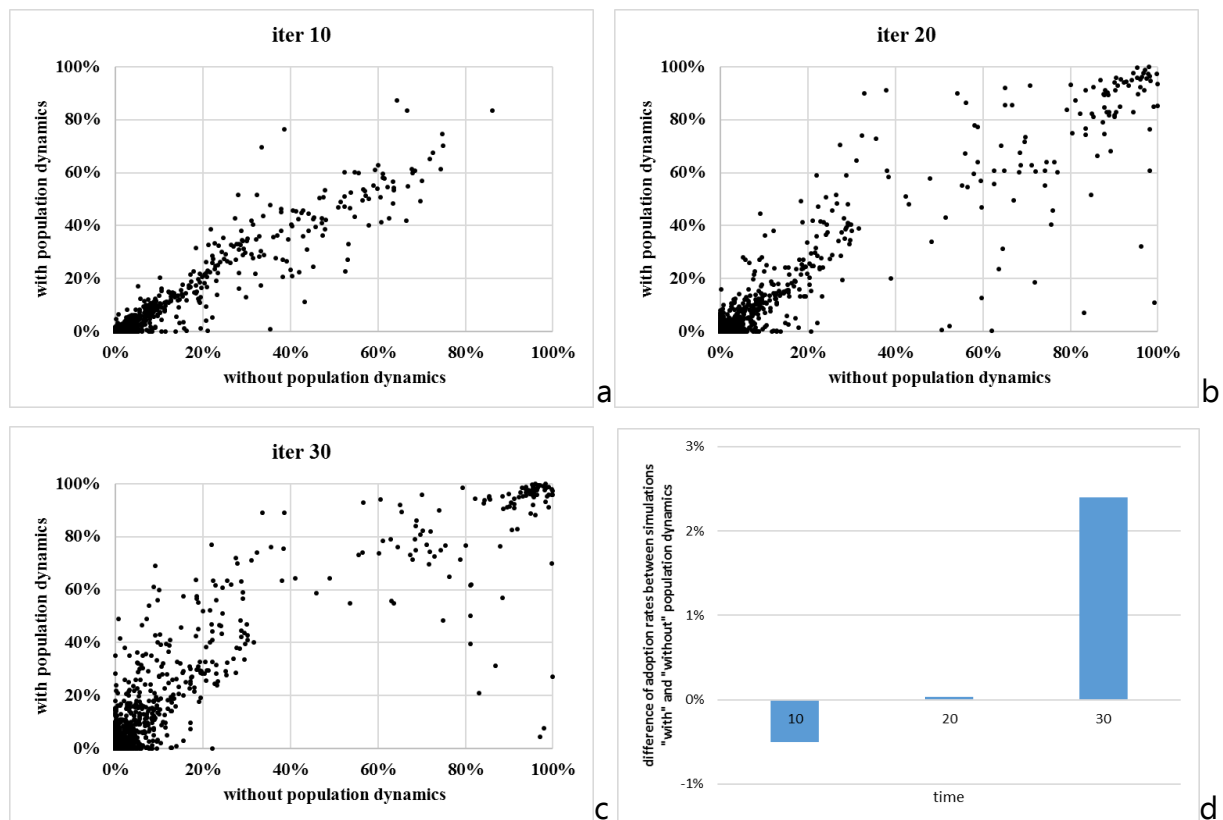 iter 10
100%
80%
60%
40%
20%
0%
with population dynamics
0% 20% 40% 60% 80% 100%
without population dynamics
a
iter 20
100%
80%
60%
40%
20%
0%
with population dynamics
0% 20% 40% 60% 80% 100%
without population dynamics
b
iter 30
100%
80%
60%
40%
20%
0%
with population dynamics
0% 20% 40% 60% 80% 100%
without population dynamics
c
difference of adoption rates between simulations
"with" and "without" population dynamics
3%
2%
1%
0%
-1%
10 20 30
time
d